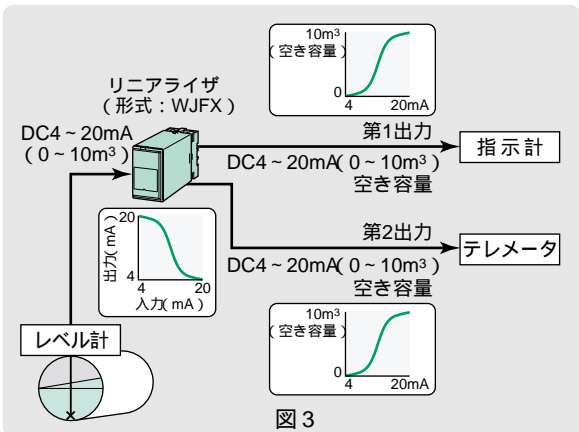 10m³
(空き容量)
0
4 20mA
リニアライザ
(形式:WJFX)
DC4~20mA
(0~10m³)
第1出力
指示計
DC4~20mA(0~10m³)
空き容量
第2出力
テレメータ
DC4~20mA(0~10m³)
空き容量
20
出力(mA)
4
4 20
入力(mA)
10m³
(空き容量)
0
4 20mA
レベル計
図3